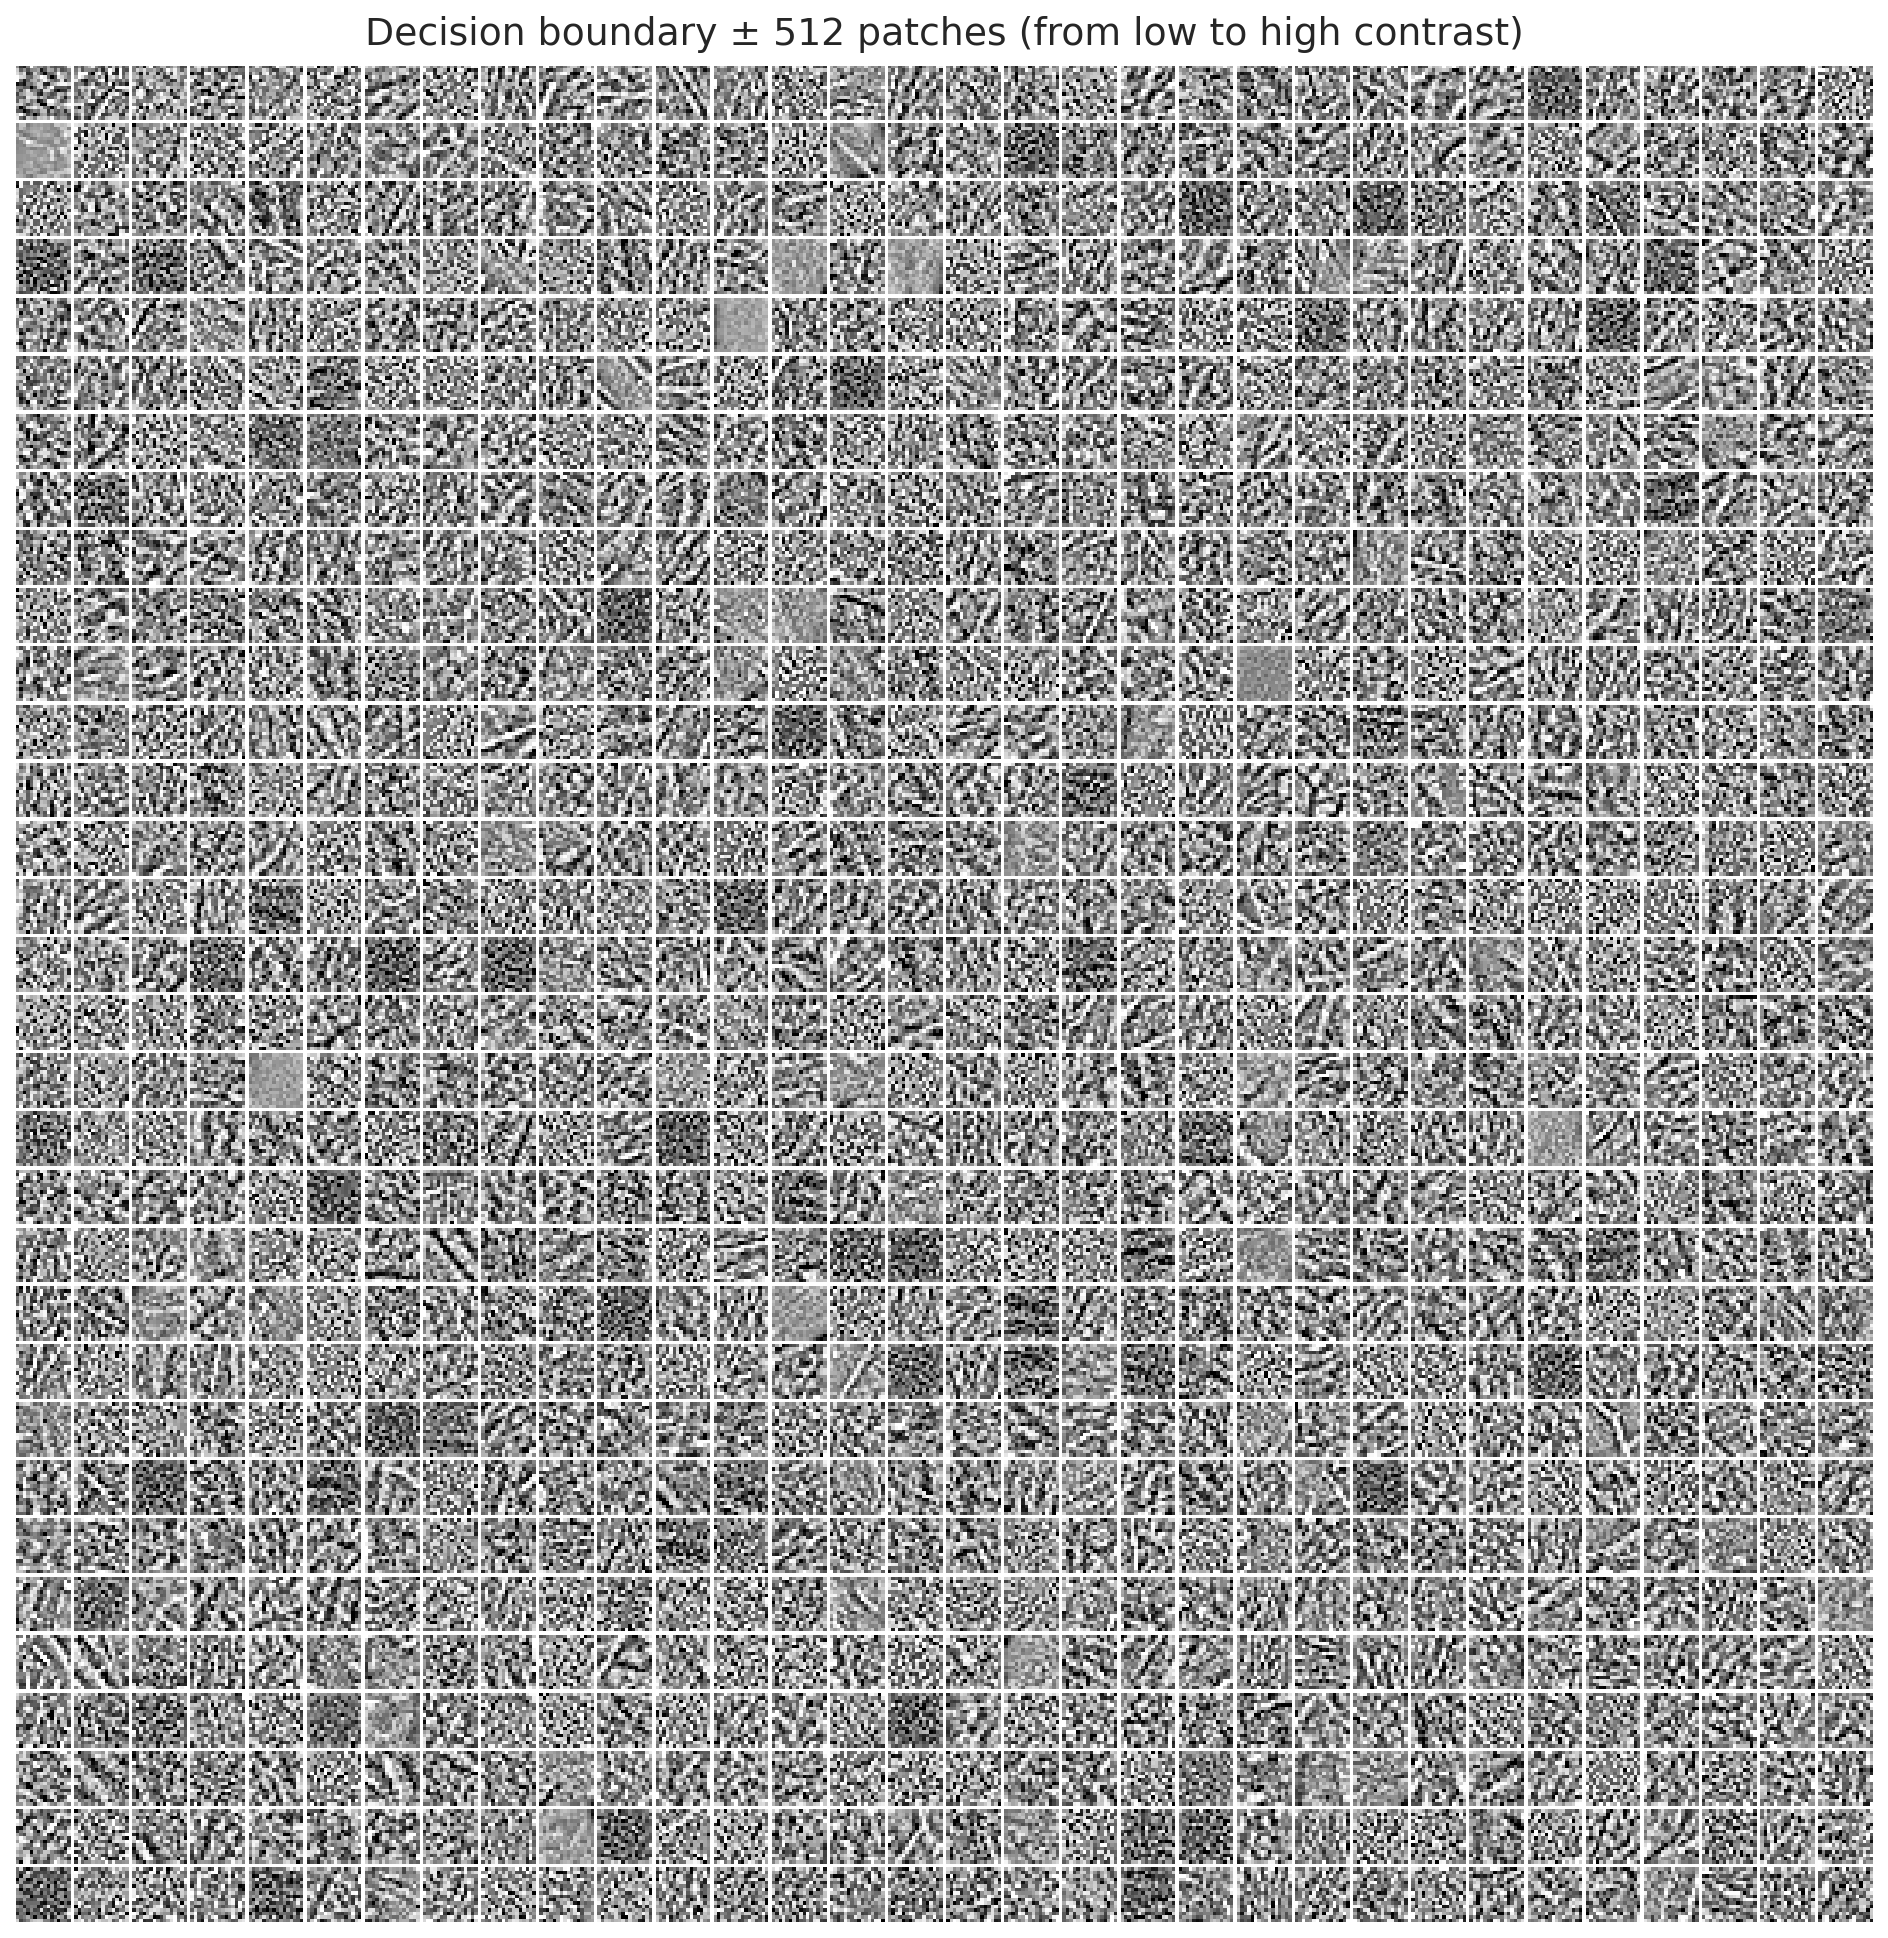 Decision boundary ± 512 patches (from low to high contrast)